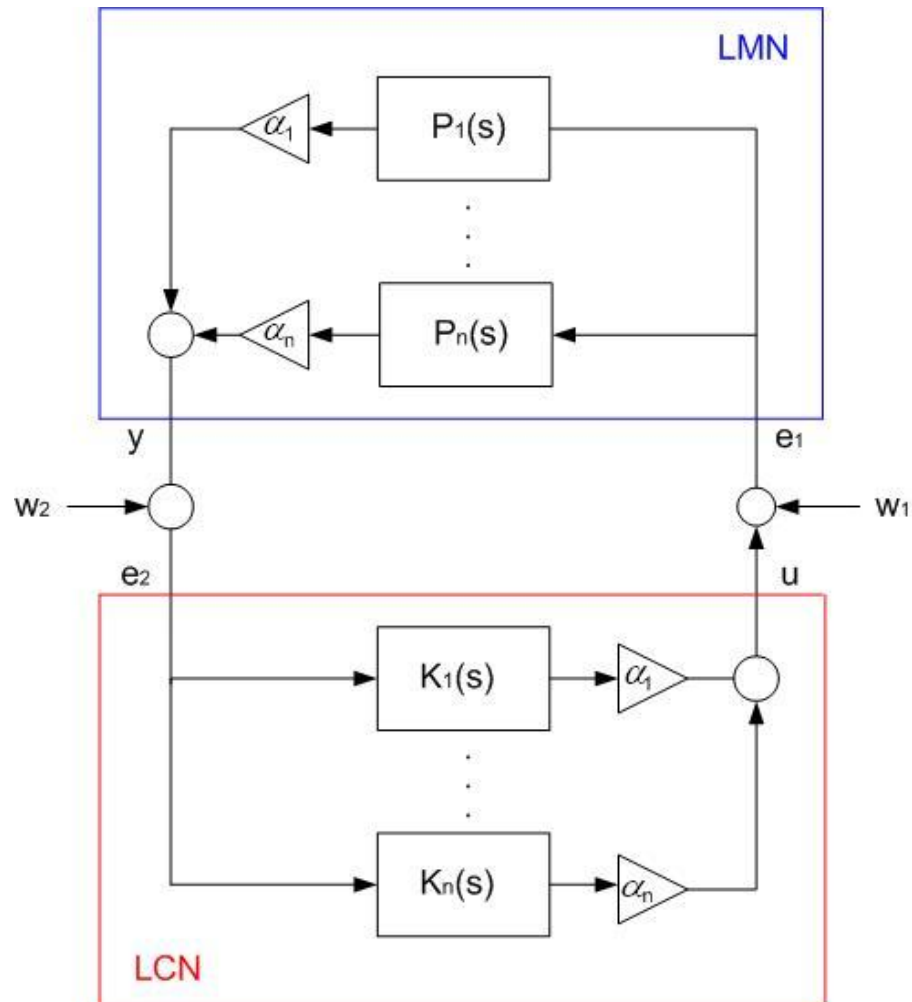 LMN
α₁ P₁(s)
αₙ Pₙ(s)
y e₁
w₂ w₁
e₂ u
K₁(s) α₁
Kₙ(s) αₙ
LCN